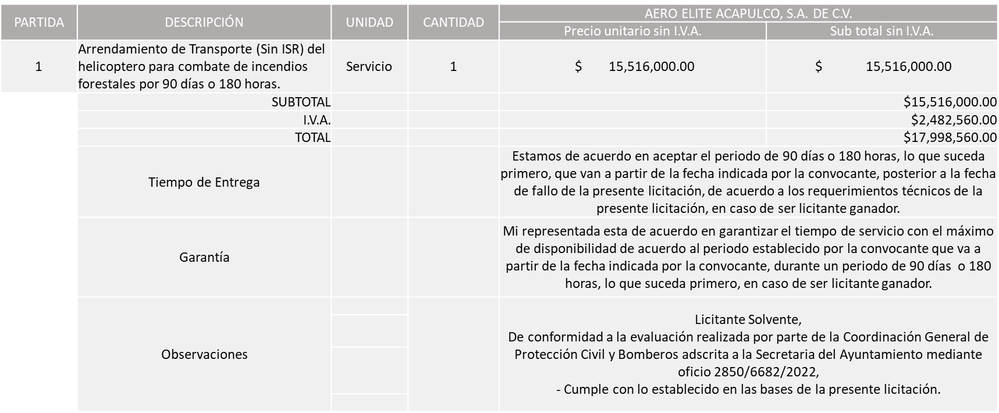 PARTIDA DESCRIPCIÓN UNIDAD CANTIDAD AERO ELITE ACAPULCO, S.A. DE C.V.
Precio unitario sin I.V.A. Sub total sin I.V.A.
1 Arrendamiento de Transporte (Sin ISR) del
helicoptero para combate de incendios
forestales por 90 días o 180 horas. Servicio 1 $ 15,516,000.00 $ 15,516,000.00
SUBTOTAL $15,516,000.00
I.V.A. $2,482,560.00
TOTAL $17,998,560.00
Tiempo de Entrega
Estamos de acuerdo en aceptar el periodo de 90 días o 180 horas, lo que suceda
primero, que van a partir de la fecha indicada por la convocante, posterior a la fecha
de fallo de la presente licitación, de acuerdo a los requerimientos técnicos de la
presente licitación, en caso de ser licitante ganador.
Garantía
Mi representada esta de acuerdo en garantizar el tiempo de servicio con el máximo
de disponibilidad de acuerdo al periodo establecido por la convocante que va a
partir de la fecha indicada por la convocante, durante un periodo de 90 días o 180
horas, lo que suceda primero, en caso de ser licitante ganador.
Observaciones
Licitante Solvente,
De conformidad a la evaluación realizada por parte de la Coordinación General de
Protección Civil y Bomberos adscrita a la Secretaria del Ayuntamiento mediante
oficio 2850/6682/2022,
- Cumple con lo establecido en las bases de la presente licitación.